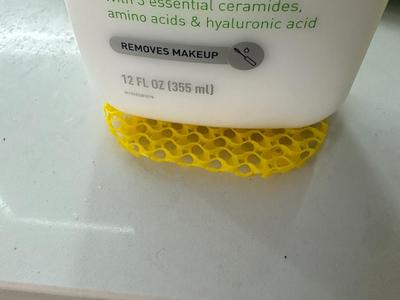 with 3 essential ceramides,
amino acids & hyaluronic acid
REMOVES MAKEUP
12 FL OZ (355 ml)